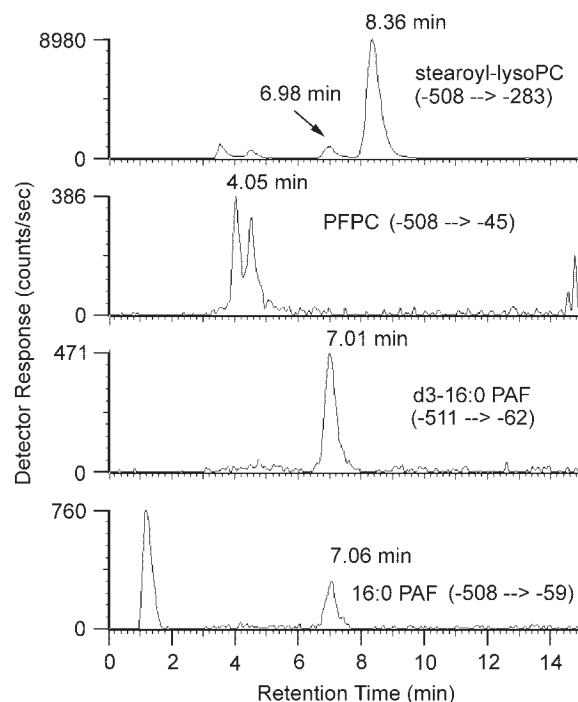 8.36 min
8980
stearoyl-lysoPC
(-508 --> -283)
6.98 min
0
4.05 min
386
PFPC (-508 --> -45)
0
7.01 min
471
d3-16:0 PAF
(-511 --> -62)
0
760
7.06 min
16:0 PAF (-508 --> -59)
0
0 2 4 6 8 10 12 14
Retention Time (min)
Detector Response (counts/sec)